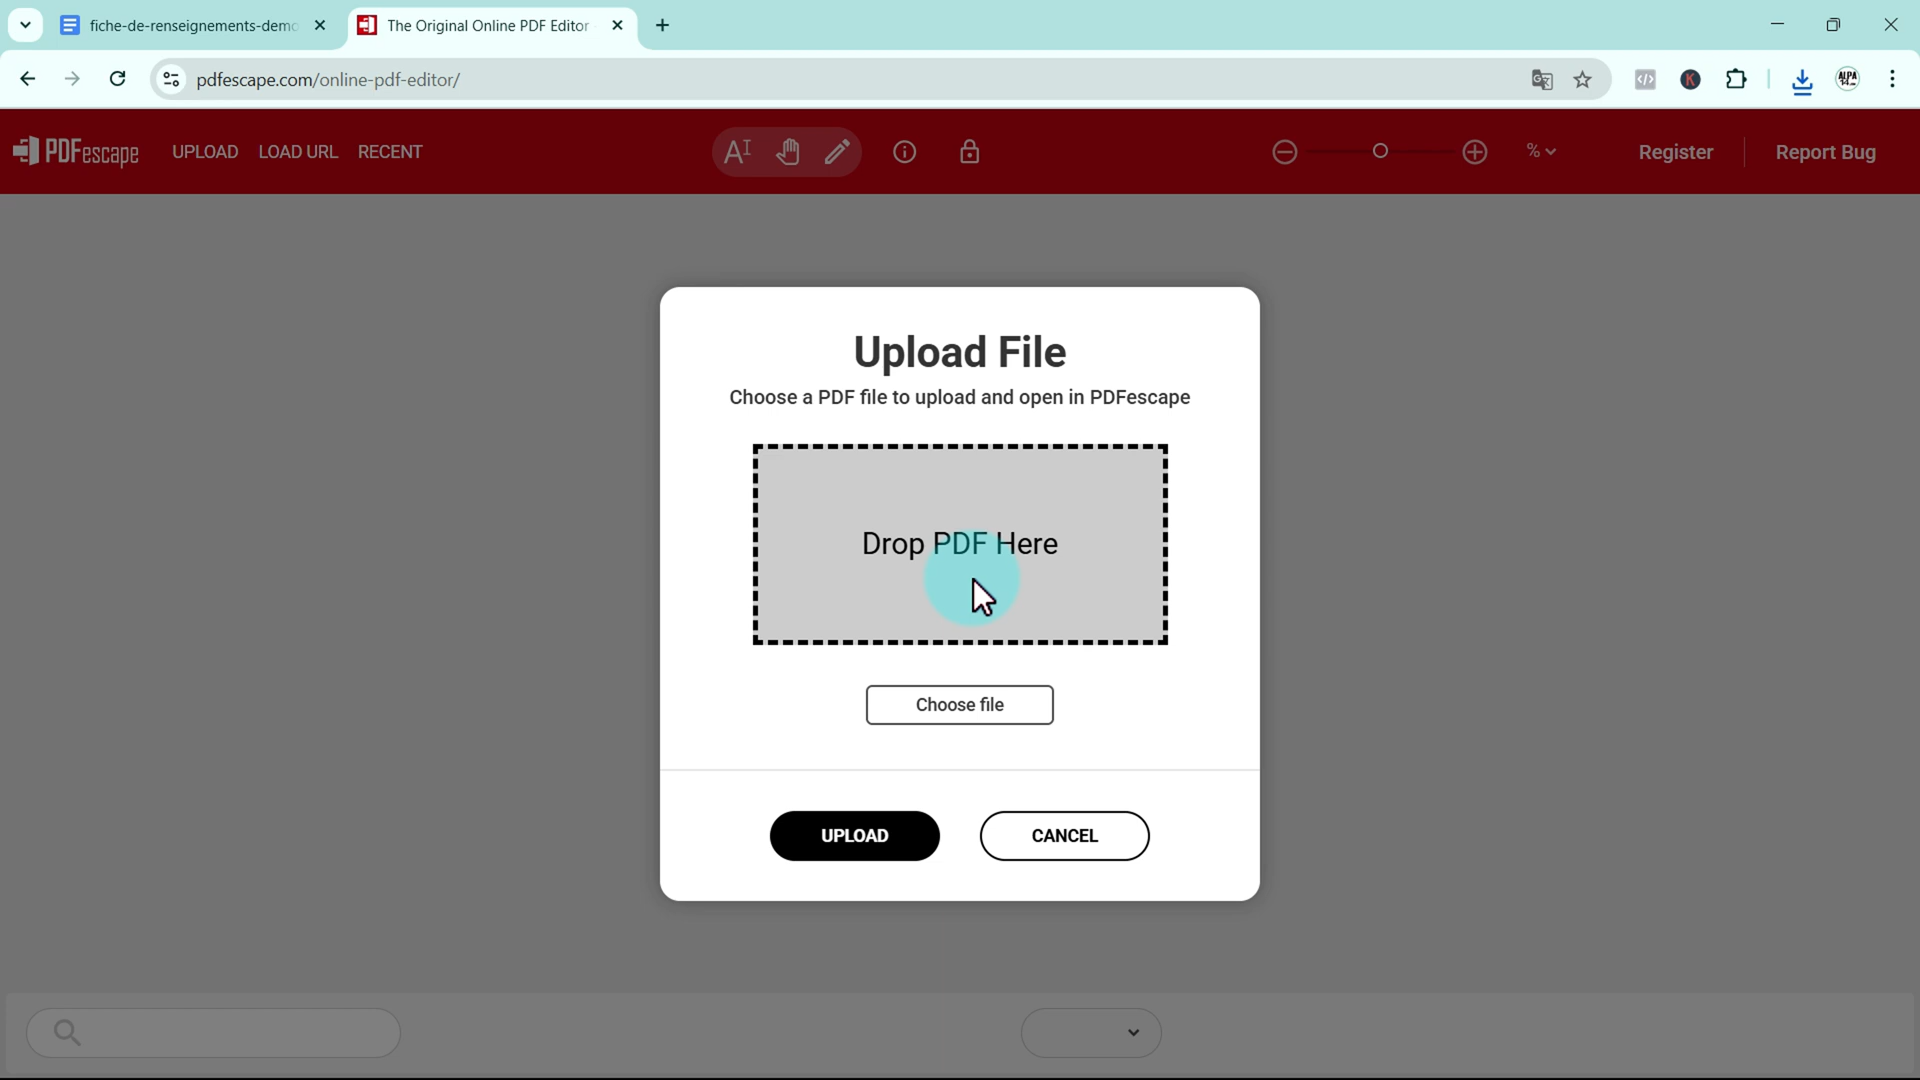 fiche-de-renseignements-demo
The Original Online PDF Editor
pdfescape.com/online-pdf-editor/
ALPA
PDFescape UPLOAD LOAD URL RECENT
% Register Report Bug
Upload File
Choose a PDF file to upload and open in PDFescape
Drop PDF Here
Choose file
UPLOAD CANCEL